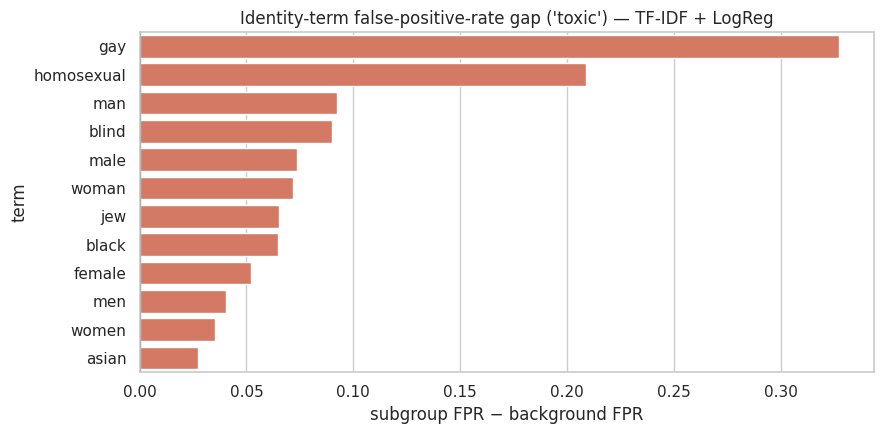 Identity-term false-positive-rate gap ('toxic') — TF-IDF + LogReg
term
gay
homosexual
man
blind
male
woman
jew
black
female
men
women
asian
0.00 0.05 0.10 0.15 0.20 0.25 0.30
subgroup FPR − background FPR